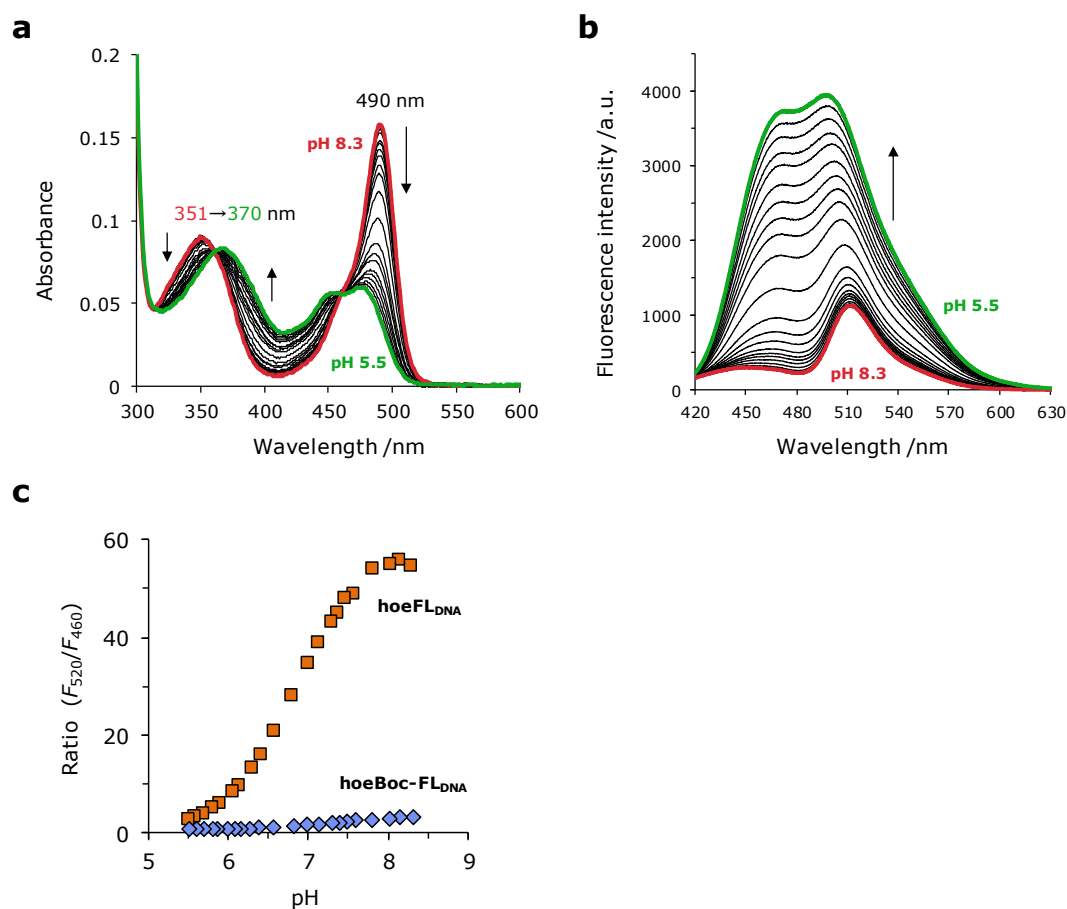 a
0.2
0.15
0.1
0.05
0
Absorbance
490 nm
pH 8.3
351→370 nm
pH 5.5
300 350 400 450 500 550 600
Wavelength /nm
b
4000
3000
2000
1000
0
Fluorescence intensity /a.u.
pH 5.5
pH 8.3
420 450 480 510 540 570 600 630
Wavelength /nm
c
60
40
20
0
Ratio (F520/F460)
hoeFLDNA
hoeBoc-FLDNA
5 6 7 8 9
pH